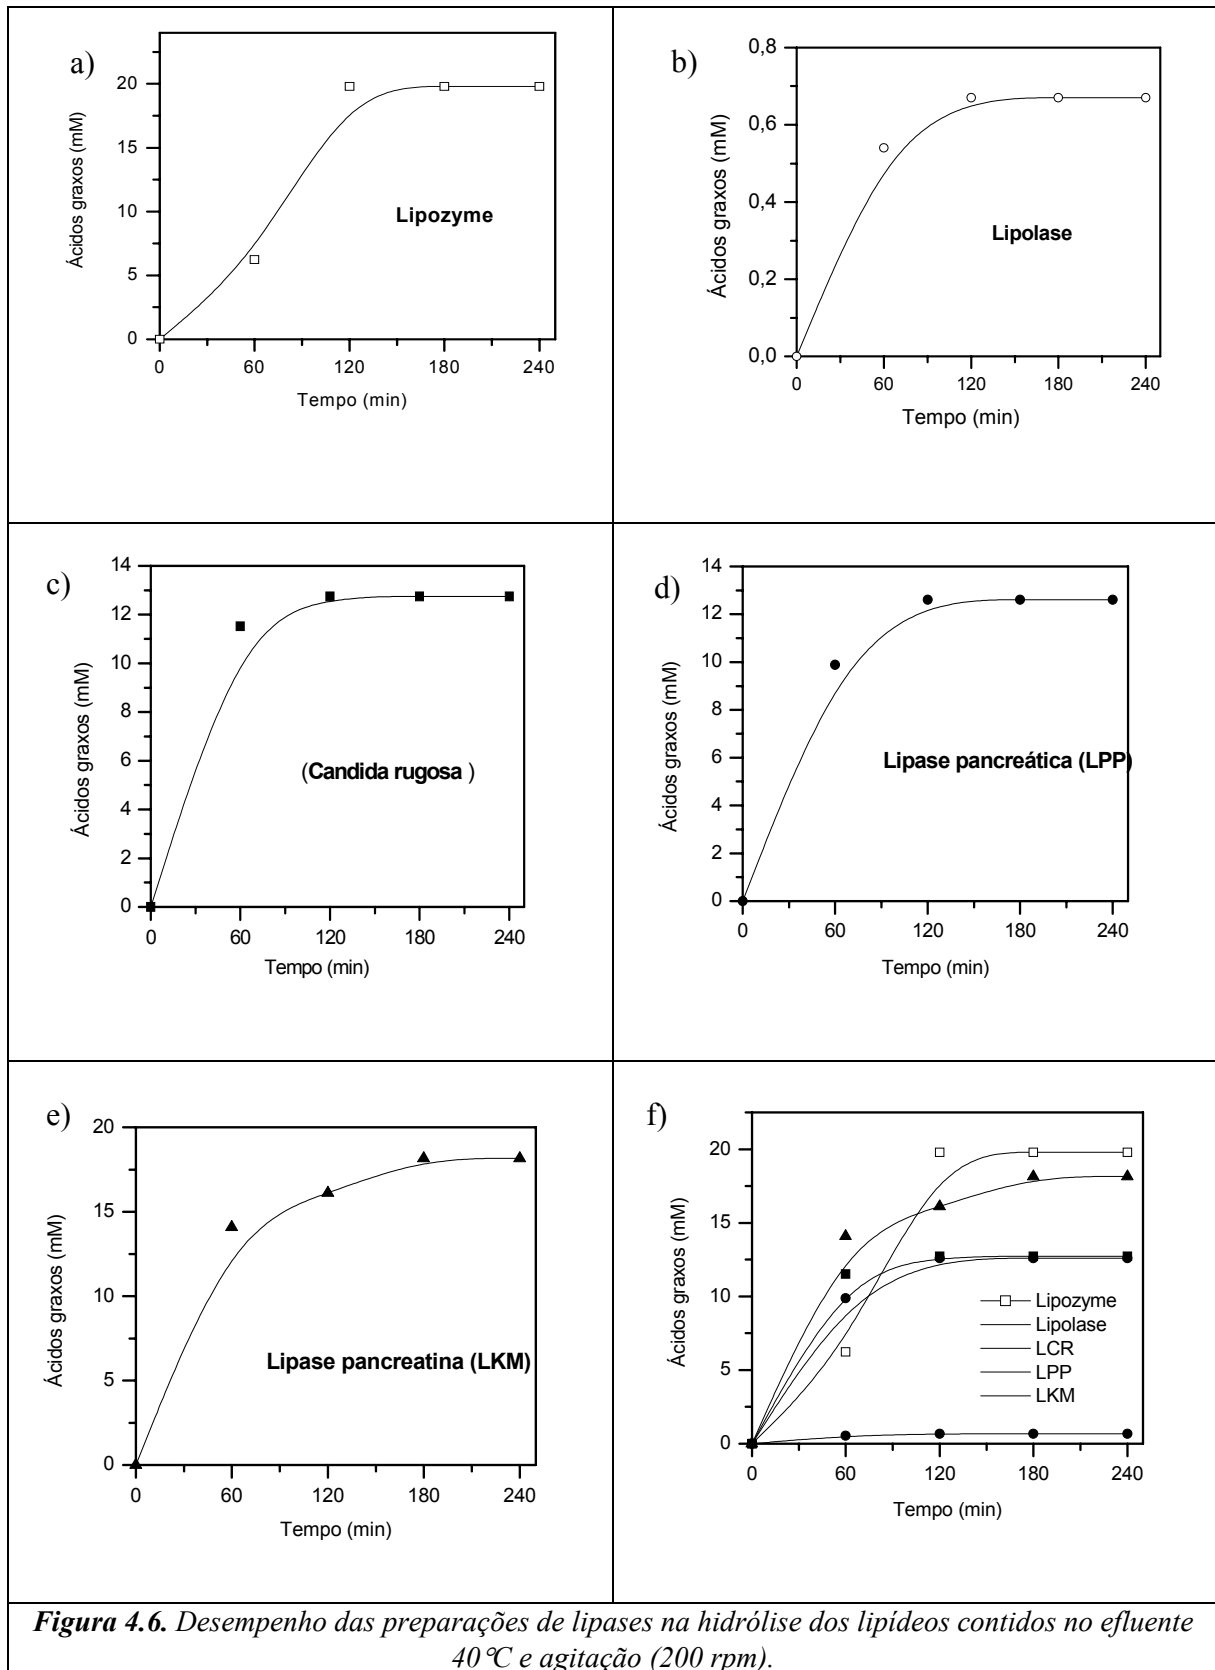 a)
Ácidos graxos (mM)
20
15
10
5
0
Lipozyme
0 60 120 180 240
Tempo (min)
b)
Ácidos graxos (mM)
0,8
0,6
0,4
0,2
0,0
Lipolase
0 60 120 180 240
Tempo (min)
c)
Ácidos graxos (mM)
14
12
10
8
6
4
2
0
(Candida rugosa )
0 60 120 180 240
Tempo (min)
d)
Ácidos graxos (mM)
14
12
10
8
6
4
2
0
Lipase pancreática (LPP)
0 60 120 180 240
Tempo (min)
e)
Ácidos graxos (mM)
20
15
10
5
0
Lipase pancreatina (LKM)
0 60 120 180 240
Tempo (min)
f)
Ácidos graxos (mM)
20
15
10
5
0
Lipozyme
Lipolase
LCR
LPP
LKM
0 60 120 180 240
Tempo (min)
Figura 4.6. Desempenho das preparações de lipases na hidrólise dos lipídeos contidos no efluente
40°C e agitação (200 rpm).